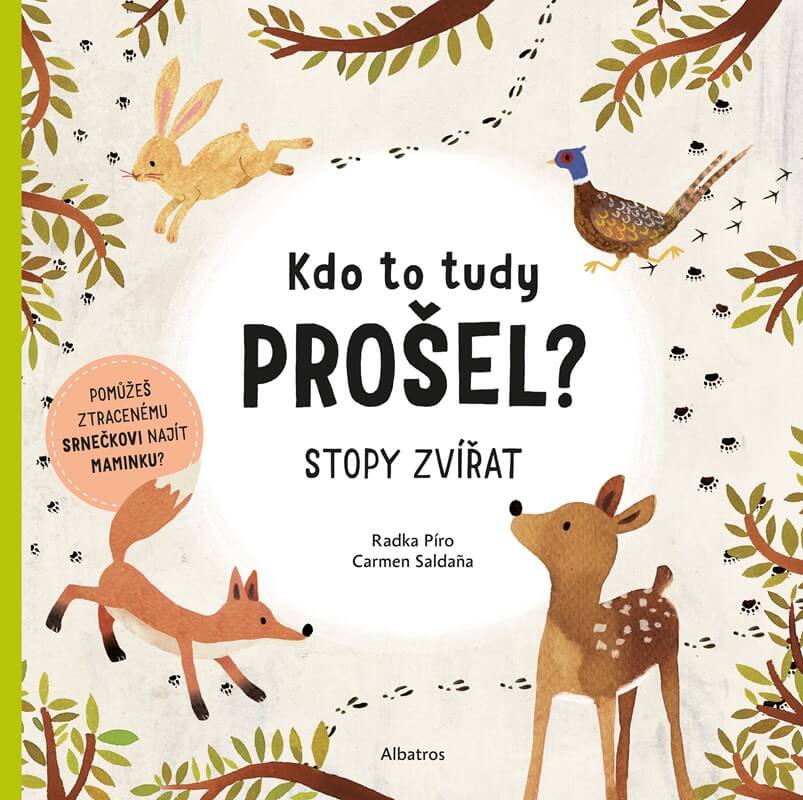 Kdo to tudy
PROŠEL?
POMŮŽEŠ
ZTRACENÉMU
SRNEČKOVI NAJÍT
MAMINKU?
STOPY ZVÍŘAT
Radka Píro
Carmen Saldaña
Albatros